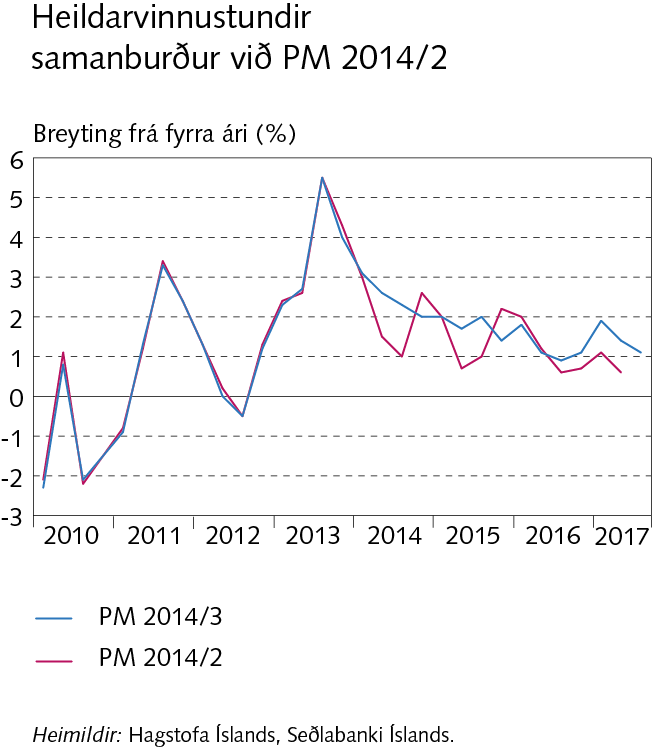 Heildarvinnustundir
samanburður við PM 2014/2
Breyting frá fyrra ári (%)
6
5
4
3
2
1
0
-1
-2
-3
2010 2011 2012 2013 2014 2015 2016 2017
PM 2014/3
PM 2014/2
Heimildir: Hagstofa Íslands, Seðlabanki Íslands.